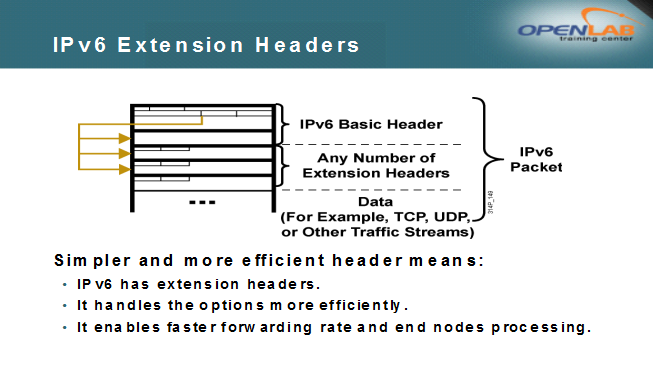 IPv6 Extension Headers
OPENLAB
training center
IPv6 Basic Header
Any Number of
Extension Headers
Data
(For Example, TCP, UDP,
or Other Traffic Streams)
IPv6
Packet
314P_149
Simpler and more efficient header means:
• IPv6 has extension headers.
• It handles the options more efficiently.
• It enables faster forwarding rate and end nodes processing.